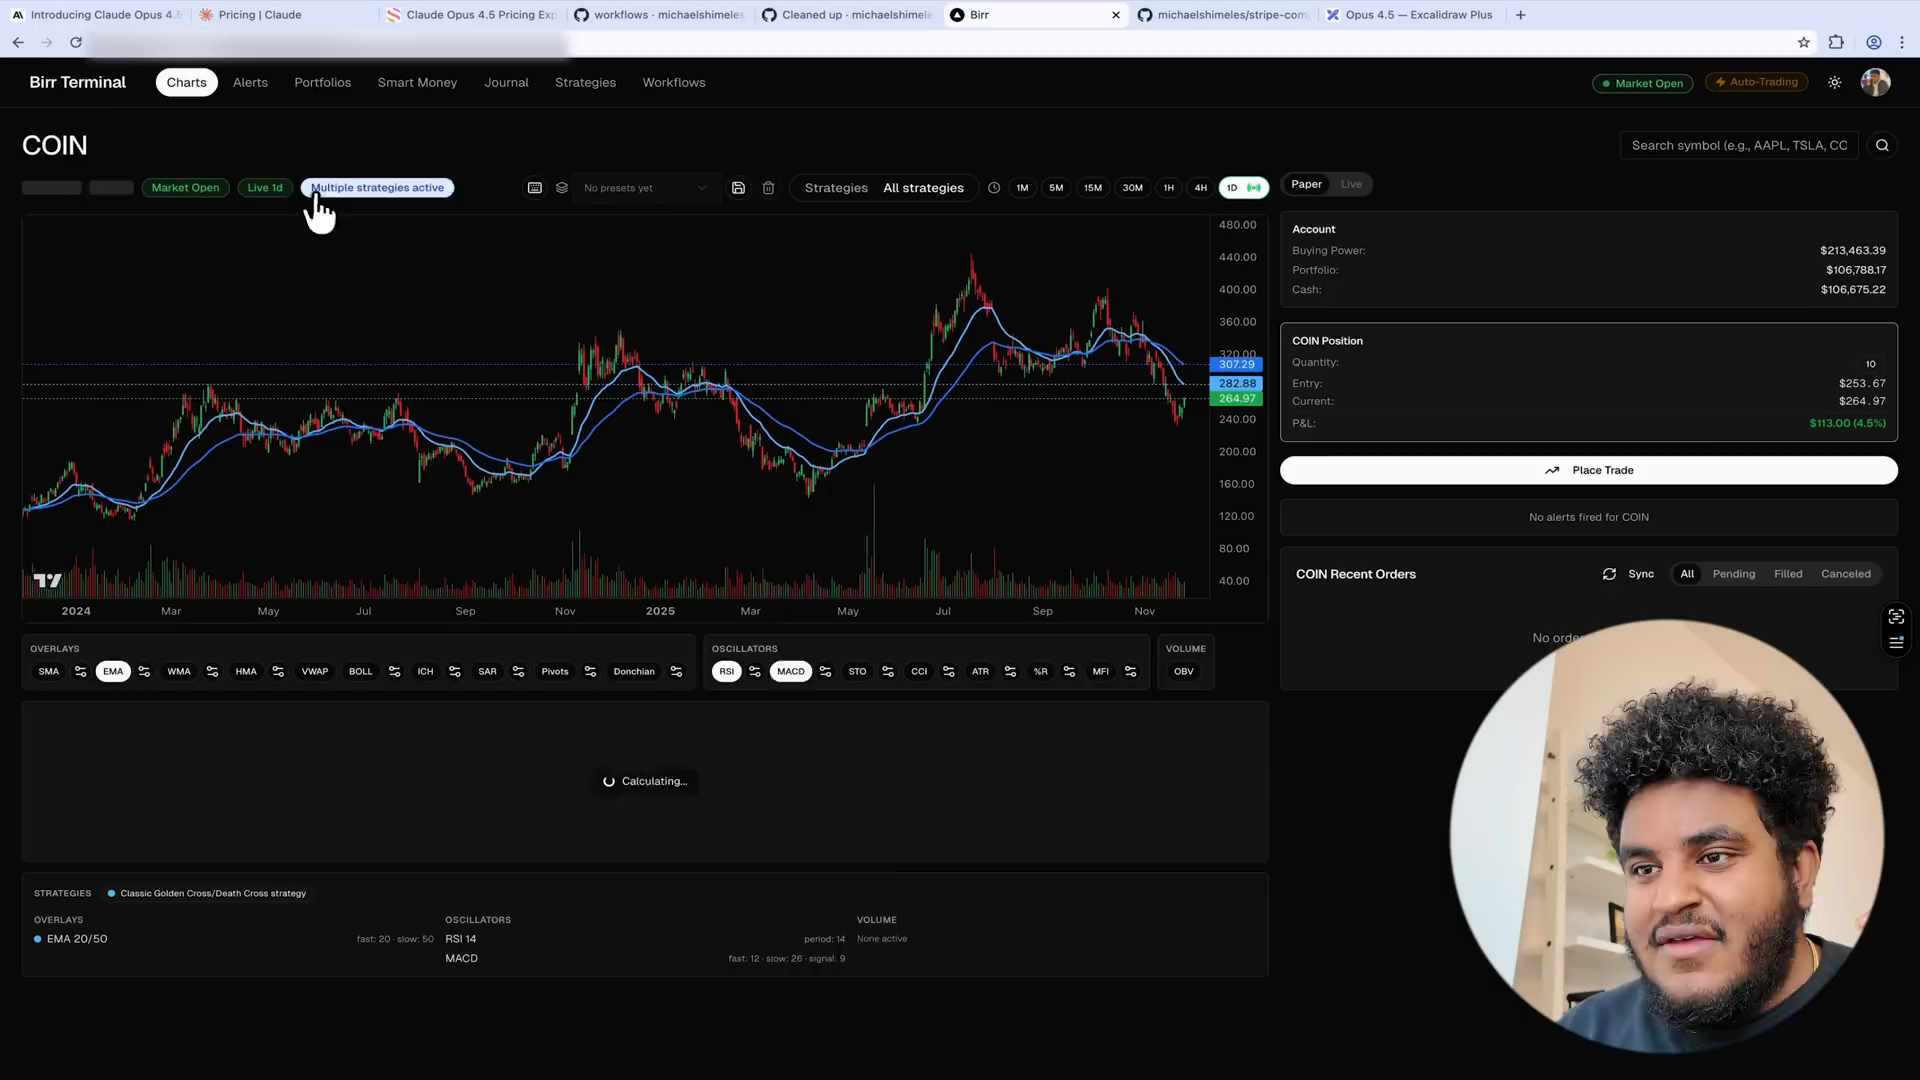 Introducing Claude Opus 4.5
Pricing | Claude
Claude Opus 4.5 Pricing Exp
workflows · michaelshimeles
Cleaned up · michaelshimele
Birr
michaelshimeles/stripe-com
Opus 4.5 — Excalidraw Plus
Birr Terminal
Charts
Alerts
Portfolios
Smart Money
Journal
Strategies
Workflows
Market Open
Auto-Trading
COIN
Search symbol (e.g., AAPL, TSLA, CO
Market Open
Live 1d
Multiple strategies active
No presets yet
Strategies
All strategies
1M
5M
15M
30M
1H
4H
1D
Paper
Live
480.00
440.00
400.00
360.00
320.00
307.29
282.88
264.97
240.00
200.00
160.00
120.00
80.00
40.00
2024
Mar
May
Jul
Sep
Nov
2025
Mar
May
Jul
Sep
Nov
Account
Buying Power: $213,463.39
Portfolio: $106,788.17
Cash: $106,675.22
COIN Position
Quantity: 10
Entry: $253.67
Current: $264.97
P&L: $113.00 (4.5%)
Place Trade
No alerts fired for COIN
COIN Recent Orders
Sync
All
Pending
Filled
Canceled
OVERLAYS
SMA
EMA
WMA
HMA
VWAP
BOLL
ICH
SAR
Pivots
Donchian
OSCILLATORS
RSI
MACD
STO
CCI
ATR
%R
MFI
VOLUME
OBV
Calculating...
STRATEGIES
Classic Golden Cross/Death Cross strategy
OVERLAYS
EMA 20/50
fast: 20 · slow: 50
OSCILLATORS
RSI 14
period: 14
MACD
fast: 12 · slow: 26 · signal: 9
VOLUME
None active